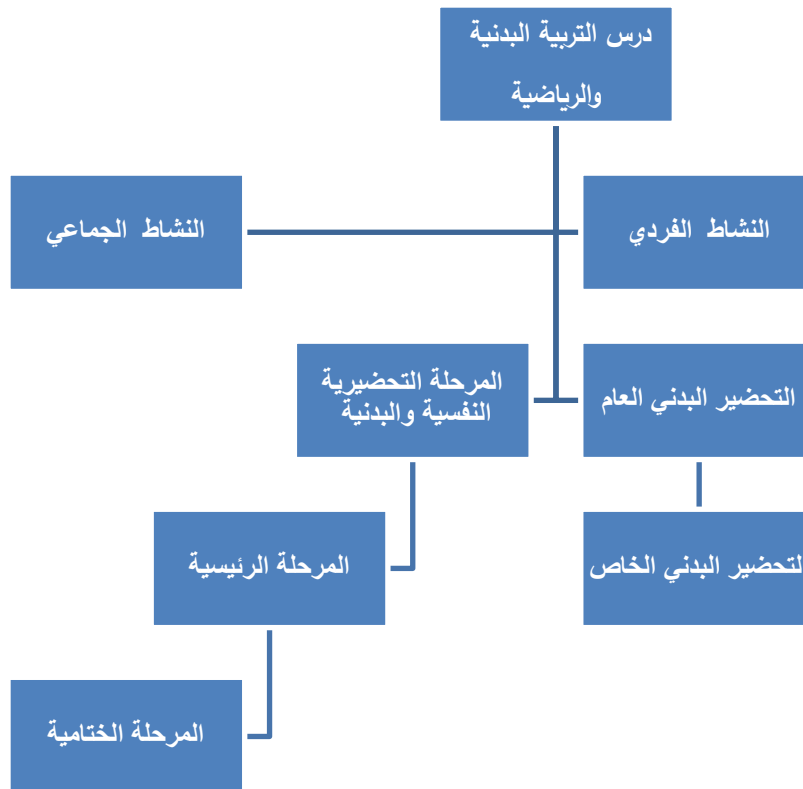 درس التربية البدنية
والرياضية
النشاط الفردي
النشاط الجماعي
التحضير البدني العام
المرحلة التحضيرية
النفسية والبدنية
لتحضير البدني الخاص
المرحلة الرئيسية
المرحلة الختامية